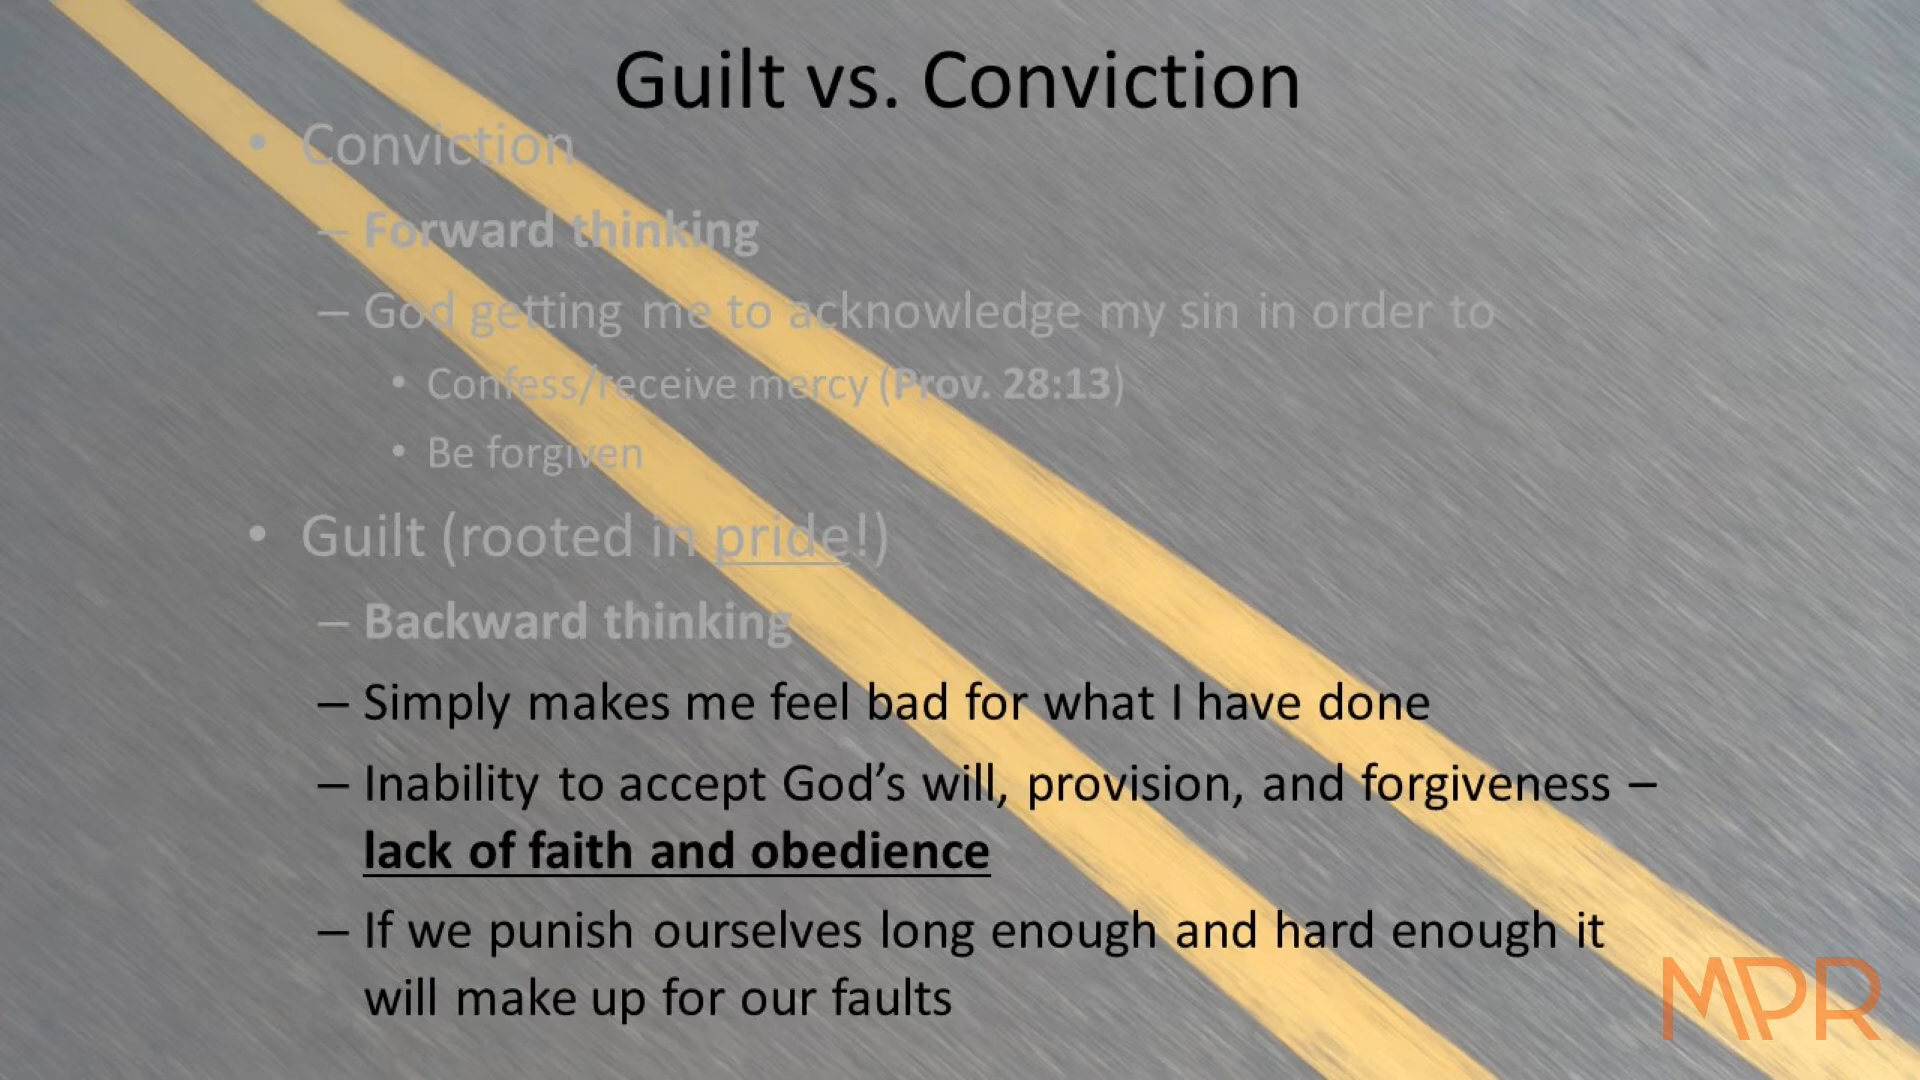 Guilt vs. Conviction
• Conviction
– Forward thinking
– God getting me to acknowledge my sin in order to
• Confess/receive mercy (Prov. 28:13)
• Be forgiven
• Guilt (rooted in pride!)
– Backward thinking
– Simply makes me feel bad for what I have done
– Inability to accept God’s will, provision, and forgiveness –
lack of faith and obedience
– If we punish ourselves long enough and hard enough it
will make up for our faults
MPR